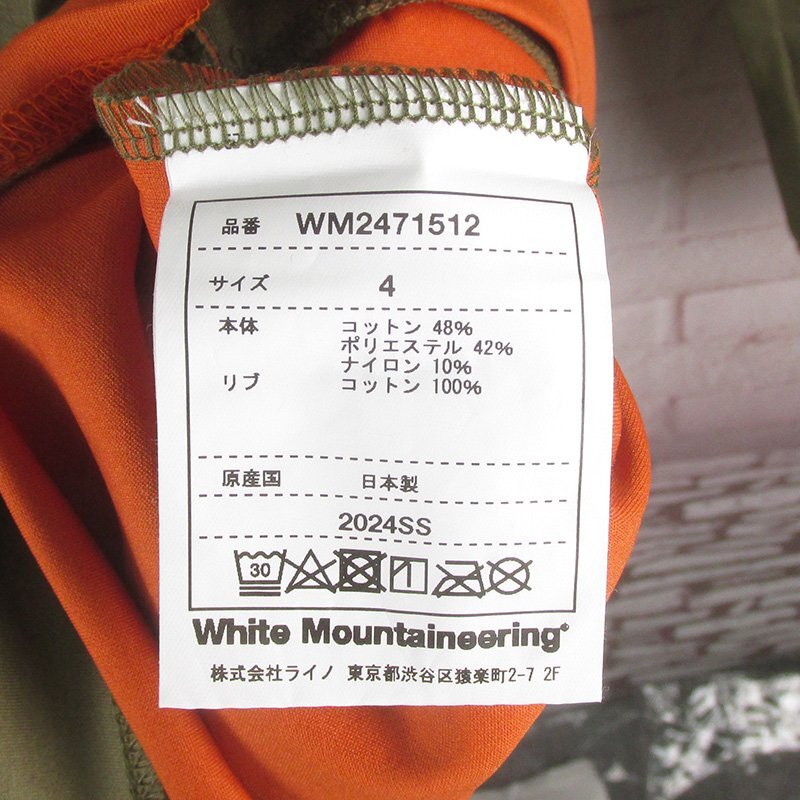 品番 WM2471512
サイズ 4
本体 コットン 48%
ポリエステル 42%
ナイロン 10%
リブ コットン 100%
原産国 日本製
2024SS
30
White Mountaineering®
株式会社ライノ 東京都渋谷区猿楽町2-7 2F